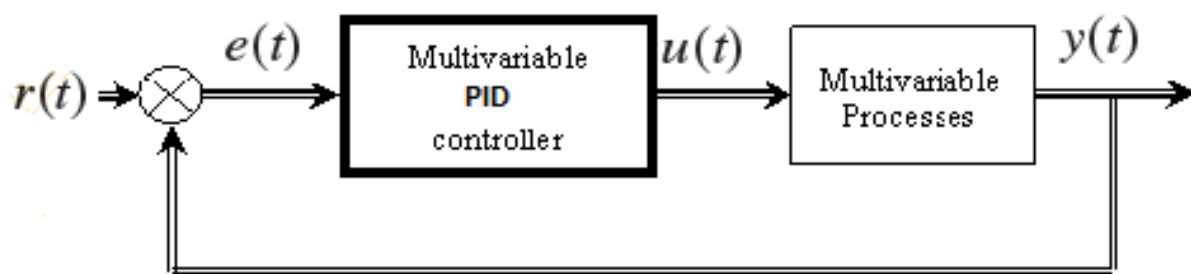 r(t)
e(t)
Multivariable
PID
controller
u(t)
Multivariable
Processes
y(t)